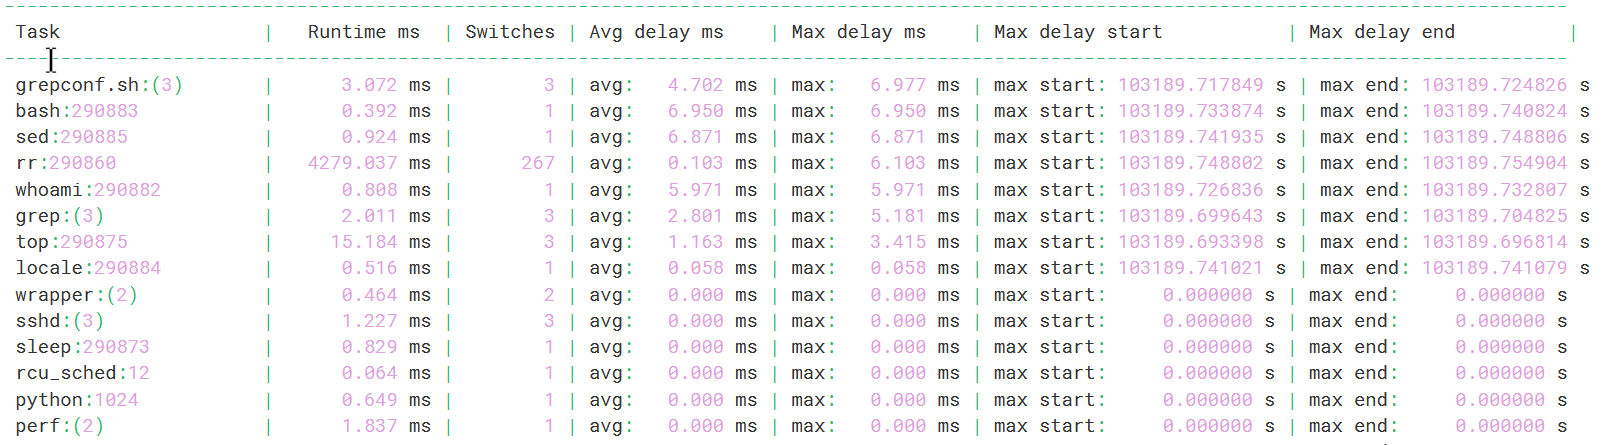 Task | Runtime ms | Switches | Avg delay ms | Max delay ms | Max delay start | Max delay end |
grepconf.sh:(3) | 3.072 ms | 3 | avg: 4.702 ms | max: 6.977 ms | max start: 103189.717849 s | max end: 103189.724826 s
bash:290883 | 0.392 ms | 1 | avg: 6.950 ms | max: 6.950 ms | max start: 103189.733874 s | max end: 103189.740824 s
sed:290885 | 0.924 ms | 1 | avg: 6.871 ms | max: 6.871 ms | max start: 103189.741935 s | max end: 103189.748806 s
rr:290860 | 4279.037 ms | 267 | avg: 0.103 ms | max: 6.103 ms | max start: 103189.748802 s | max end: 103189.754904 s
whoami:290882 | 0.808 ms | 1 | avg: 5.971 ms | max: 5.971 ms | max start: 103189.726836 s | max end: 103189.732807 s
grep:(3) | 2.011 ms | 3 | avg: 2.801 ms | max: 5.181 ms | max start: 103189.699643 s | max end: 103189.704825 s
top:290875 | 15.184 ms | 3 | avg: 1.163 ms | max: 3.415 ms | max start: 103189.693398 s | max end: 103189.696814 s
locale:290884 | 0.516 ms | 1 | avg: 0.058 ms | max: 0.058 ms | max start: 103189.741021 s | max end: 103189.741079 s
wrapper:(2) | 0.464 ms | 2 | avg: 0.000 ms | max: 0.000 ms | max start: 0.000000 s | max end: 0.000000 s
sshd:(3) | 1.227 ms | 3 | avg: 0.000 ms | max: 0.000 ms | max start: 0.000000 s | max end: 0.000000 s
sleep:290873 | 0.829 ms | 1 | avg: 0.000 ms | max: 0.000 ms | max start: 0.000000 s | max end: 0.000000 s
rcu_sched:12 | 0.064 ms | 1 | avg: 0.000 ms | max: 0.000 ms | max start: 0.000000 s | max end: 0.000000 s
python:1024 | 0.649 ms | 1 | avg: 0.000 ms | max: 0.000 ms | max start: 0.000000 s | max end: 0.000000 s
perf:(2) | 1.837 ms | 1 | avg: 0.000 ms | max: 0.000 ms | max start: 0.000000 s | max end: 0.000000 s